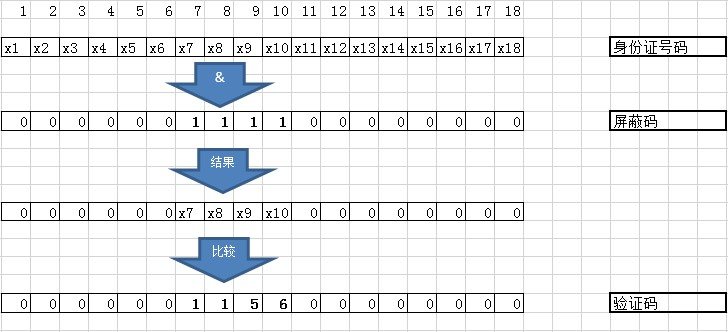 1 2 3 4 5 6 7 8 9 10 11 12 13 14 15 16 17 18
x1 x2 x3 x4 x5 x6 x7 x8 x9 x10 x11 x12 x13 x14 x15 x16 x17 x18 身份证号码
&
0 0 0 0 0 0 1 1 1 1 0 0 0 0 0 0 0 0 屏蔽码
结果
0 0 0 0 0 0 x7 x8 x9 x10 0 0 0 0 0 0 0 0
比较
0 0 0 0 0 0 1 1 5 6 0 0 0 0 0 0 0 0 验证码